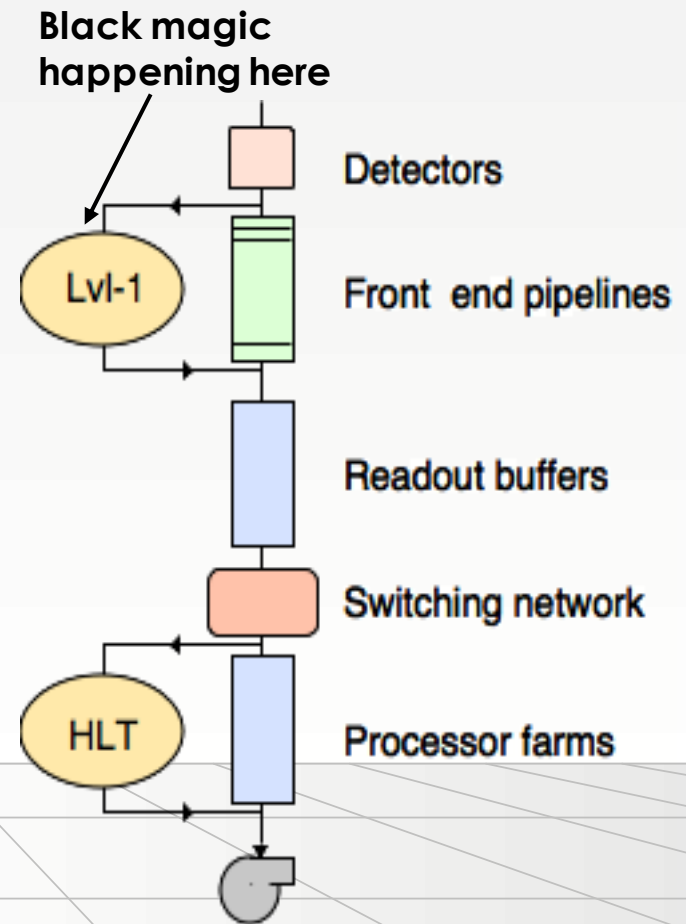 Black magic
happening here
Detectors
Lvl-1
Front end pipelines
Readout buffers
Switching network
HLT
Processor farms